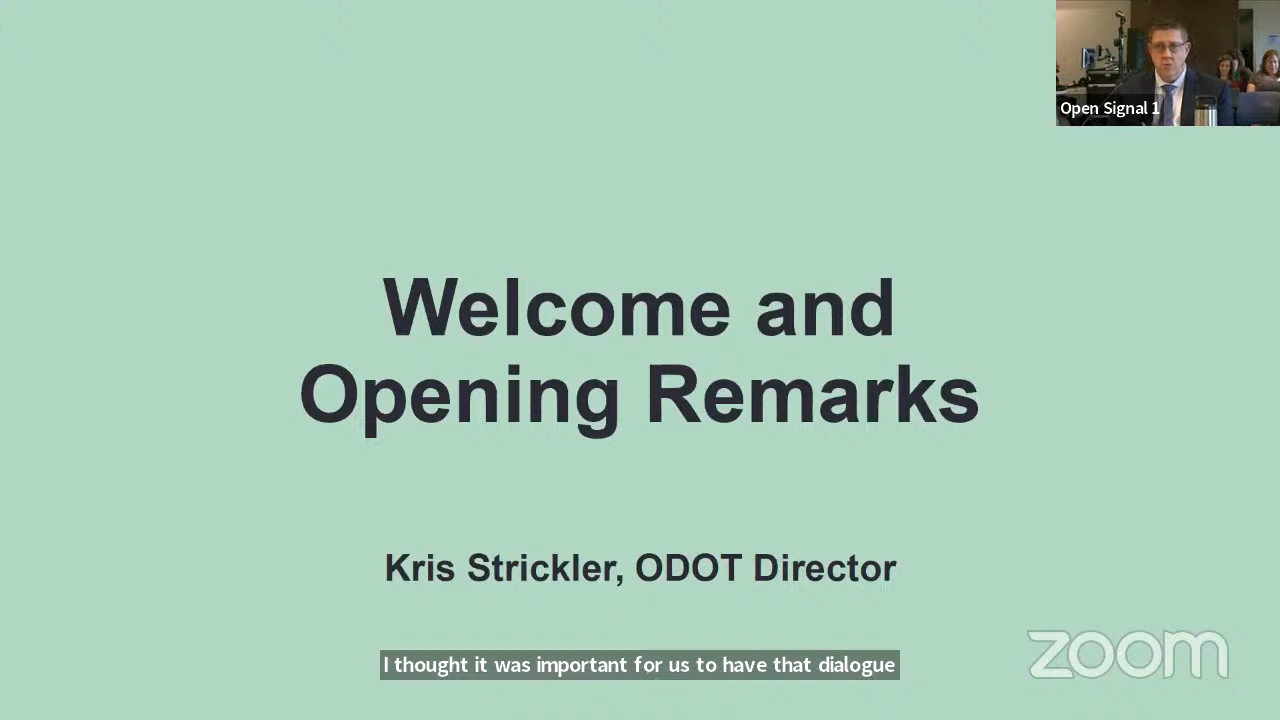 Open Signal 1
Welcome and
Opening Remarks
Kris Strickler, ODOT Director
I thought it was important for us to have that dialogue
zoom